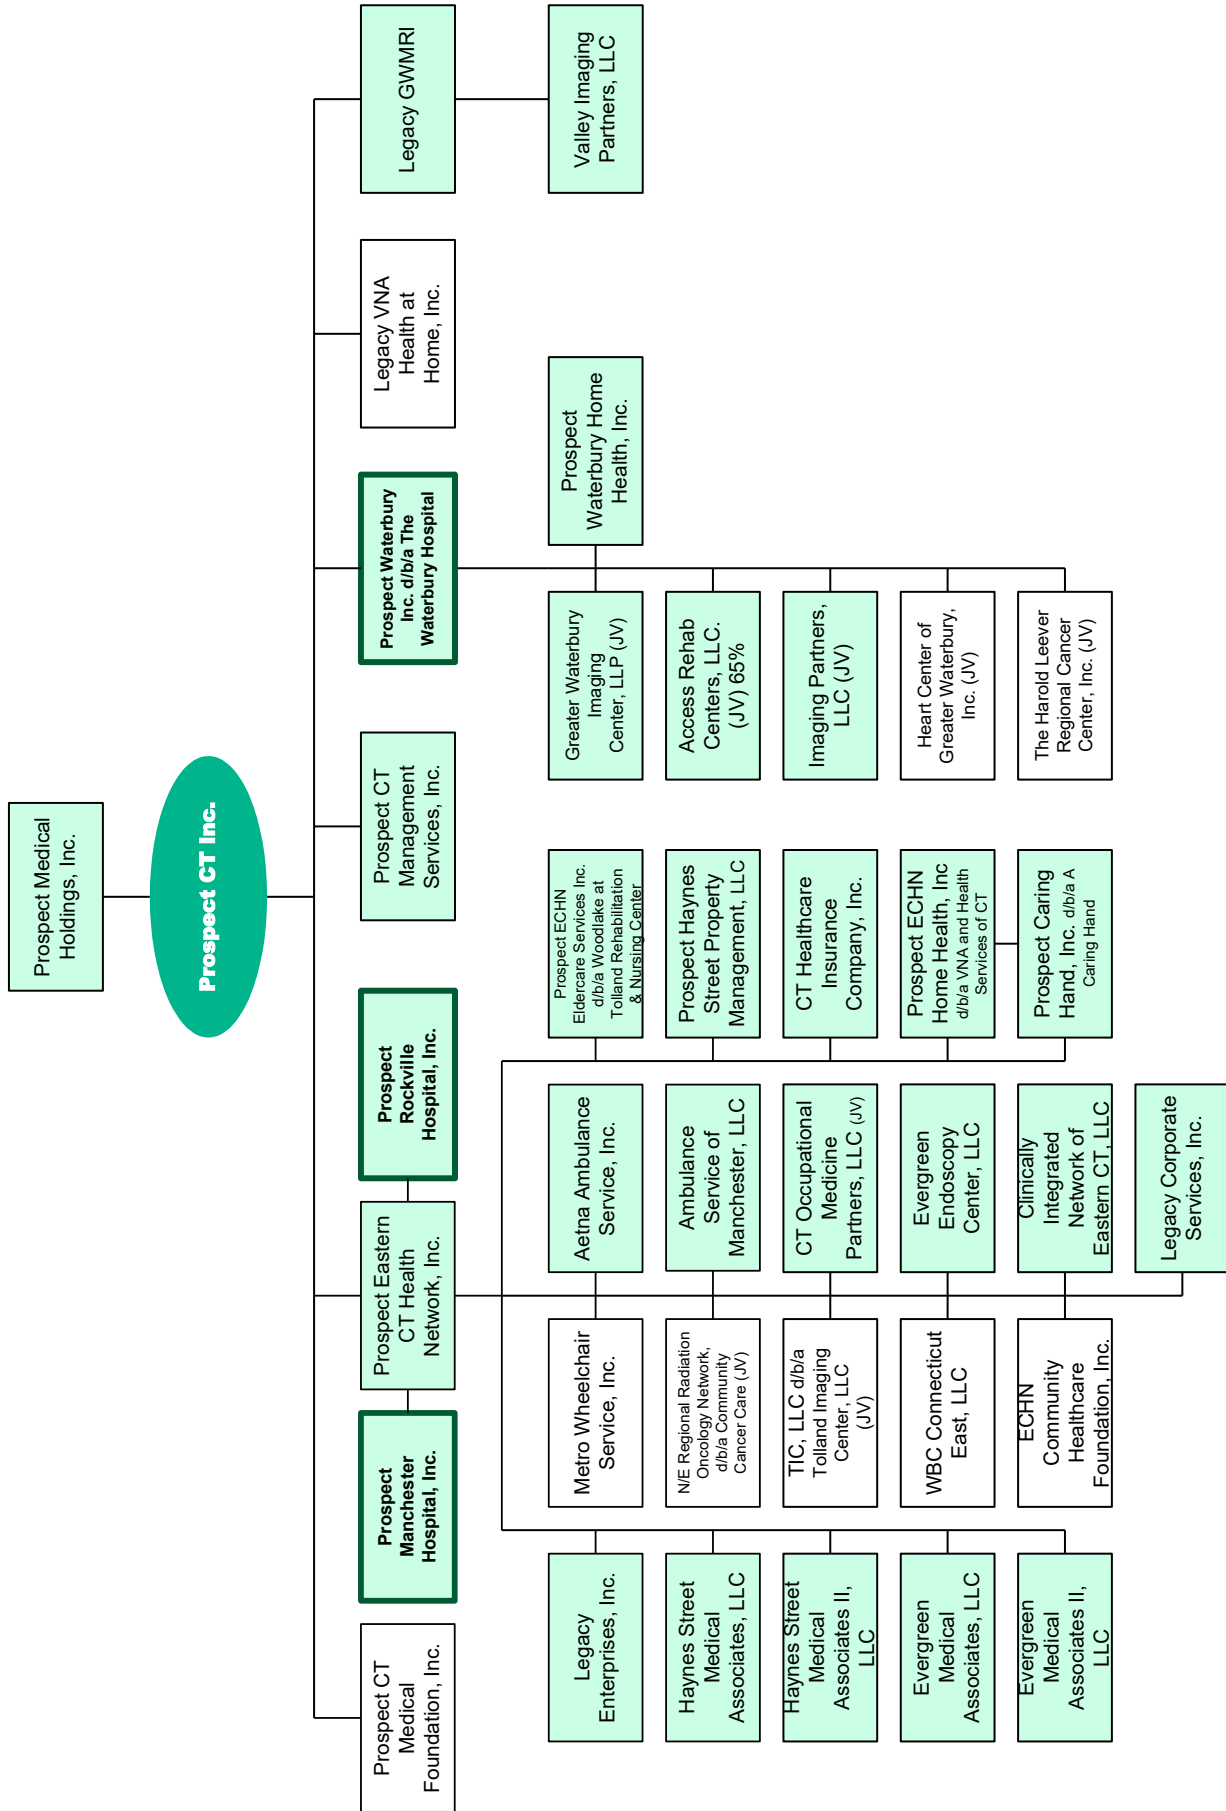 Prospect Medical
Holdings, Inc.
Prospect CT Inc.
Prospect CT
Medical
Foundation, Inc.
Prospect
Manchester
Hospital, Inc.
Prospect Eastern
CT Health
Network, Inc.
Prospect
Rockville
Hospital, Inc.
Prospect CT
Management
Services, Inc.
Prospect Waterbury
Inc. d/b/a The
Waterbury Hospital
Legacy VNA
Health at
Home, Inc.
Legacy GWMRI
Legacy
Enterprises, Inc.
Metro Wheelchair
Service, Inc.
Aetna Ambulance
Service, Inc.
Prospect ECHN
Eldercare Services Inc.
d/b/a Woodlake at
Tolland Rehabilitation
& Nursing Center
Greater Waterbury
Imaging
Center, LLP (JV)
Prospect
Waterbury Home
Health, Inc.
Valley Imaging
Partners, LLC
Haynes Street
Medical
Associates, LLC
N/E Regional Radiation
Oncology Network,
d/b/a Community
Cancer Care (JV)
Ambulance
Service of
Manchester, LLC
Prospect Haynes
Street Property
Management, LLC
Access Rehab
Centers, LLC.
(JV) 65%
Haynes Street
Medical
Associates II,
LLC
TIC, LLC d/b/a
Tolland Imaging
Center, LLC
(JV)
CT Occupational
Medicine
Partners, LLC (JV)
CT Healthcare
Insurance
Company, Inc.
Imaging Partners,
LLC (JV)
Evergreen
Medical
Associates, LLC
WBC Connecticut
East, LLC
Evergreen
Endoscopy
Center, LLC
Prospect ECHN
Home Health, Inc
d/b/a VNA and Health
Services of CT
Heart Center of
Greater Waterbury,
Inc. (JV)
Evergreen
Medical
Associates II,
LLC
ECHN
Community
Healthcare
Foundation, Inc.
Clinically
Integrated
Network of
Eastern CT, LLC
Prospect Caring
Hand, Inc. d/b/a A
Caring Hand
The Harold Leever
Regional Cancer
Center, Inc. (JV)
Legacy Corporate
Services, Inc.